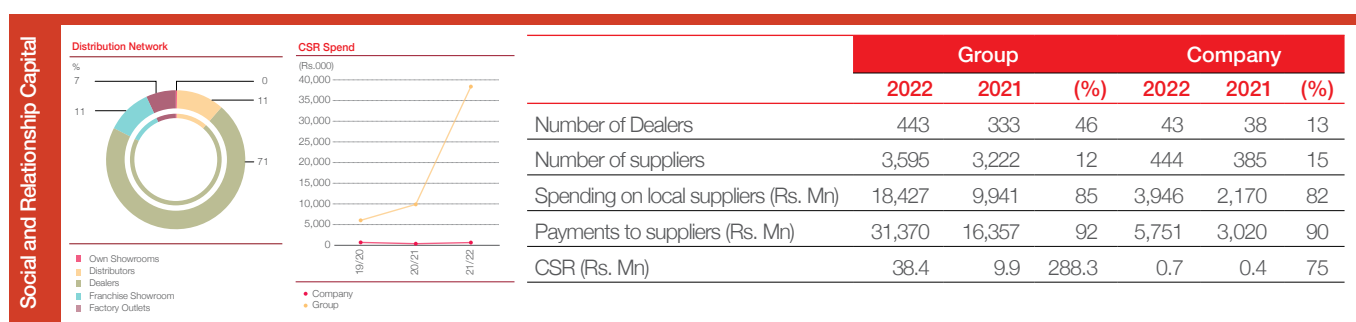 Social and Relationship Capital
Distribution Network
%
7
0
11
11
71
Own Showrooms
Distributors
Dealers
Franchise Showroom
Factory Outlets
CSR Spend
(Rs.000)
40,000
35,000
30,000
25,000
20,000
15,000
10,000
5,000
0
19/20
20/21
21/22
Company
Group
Group Company
2022 2021 (%) 2022 2021 (%)
Number of Dealers 443 333 46 43 38 13
Number of suppliers 3,595 3,222 12 444 385 15
Spending on local suppliers (Rs. Mn) 18,427 9,941 85 3,946 2,170 82
Payments to suppliers (Rs. Mn) 31,370 16,357 92 5,751 3,020 90
CSR (Rs. Mn) 38.4 9.9 288.3 0.7 0.4 75